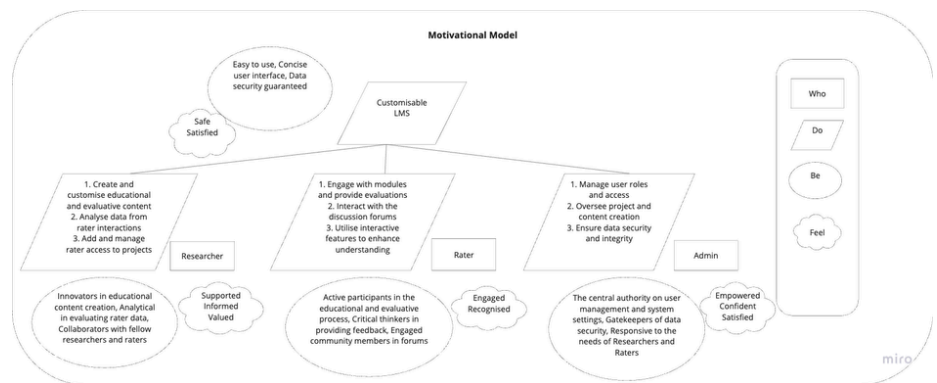 Motivational Model
Easy to use, Concise
user interface, Data
security guaranteed
Safe
Satisfied
Customisable
LMS
Who
Do
Be
Feel
1. Create and
customise educational
and evaluative content
2. Analyse data from
rater interactions
3. Add and manage
rater access to projects
Researcher
Innovators in educational
content creation, Analytical
in evaluating rater data,
Collaborators with fellow
researchers and raters
Supported
Informed
Valued
1. Engage with modules
and provide evaluations
2. Interact with the
discussion forums
3. Utilise interactive
features to enhance
understanding
Rater
Active participants in the
educational and evaluative
process, Critical thinkers in
providing feedback, Engaged
community members in forums
Engaged
Recognised
1. Manage user roles
and access
2. Oversee project and
content creation
3. Ensure data security
and integrity
Admin
The central authority on user
management and system
settings, Gatekeepers of data
security, Responsive to the
needs of Researchers and
Raters
Empowered
Confident
Satisfied
miro